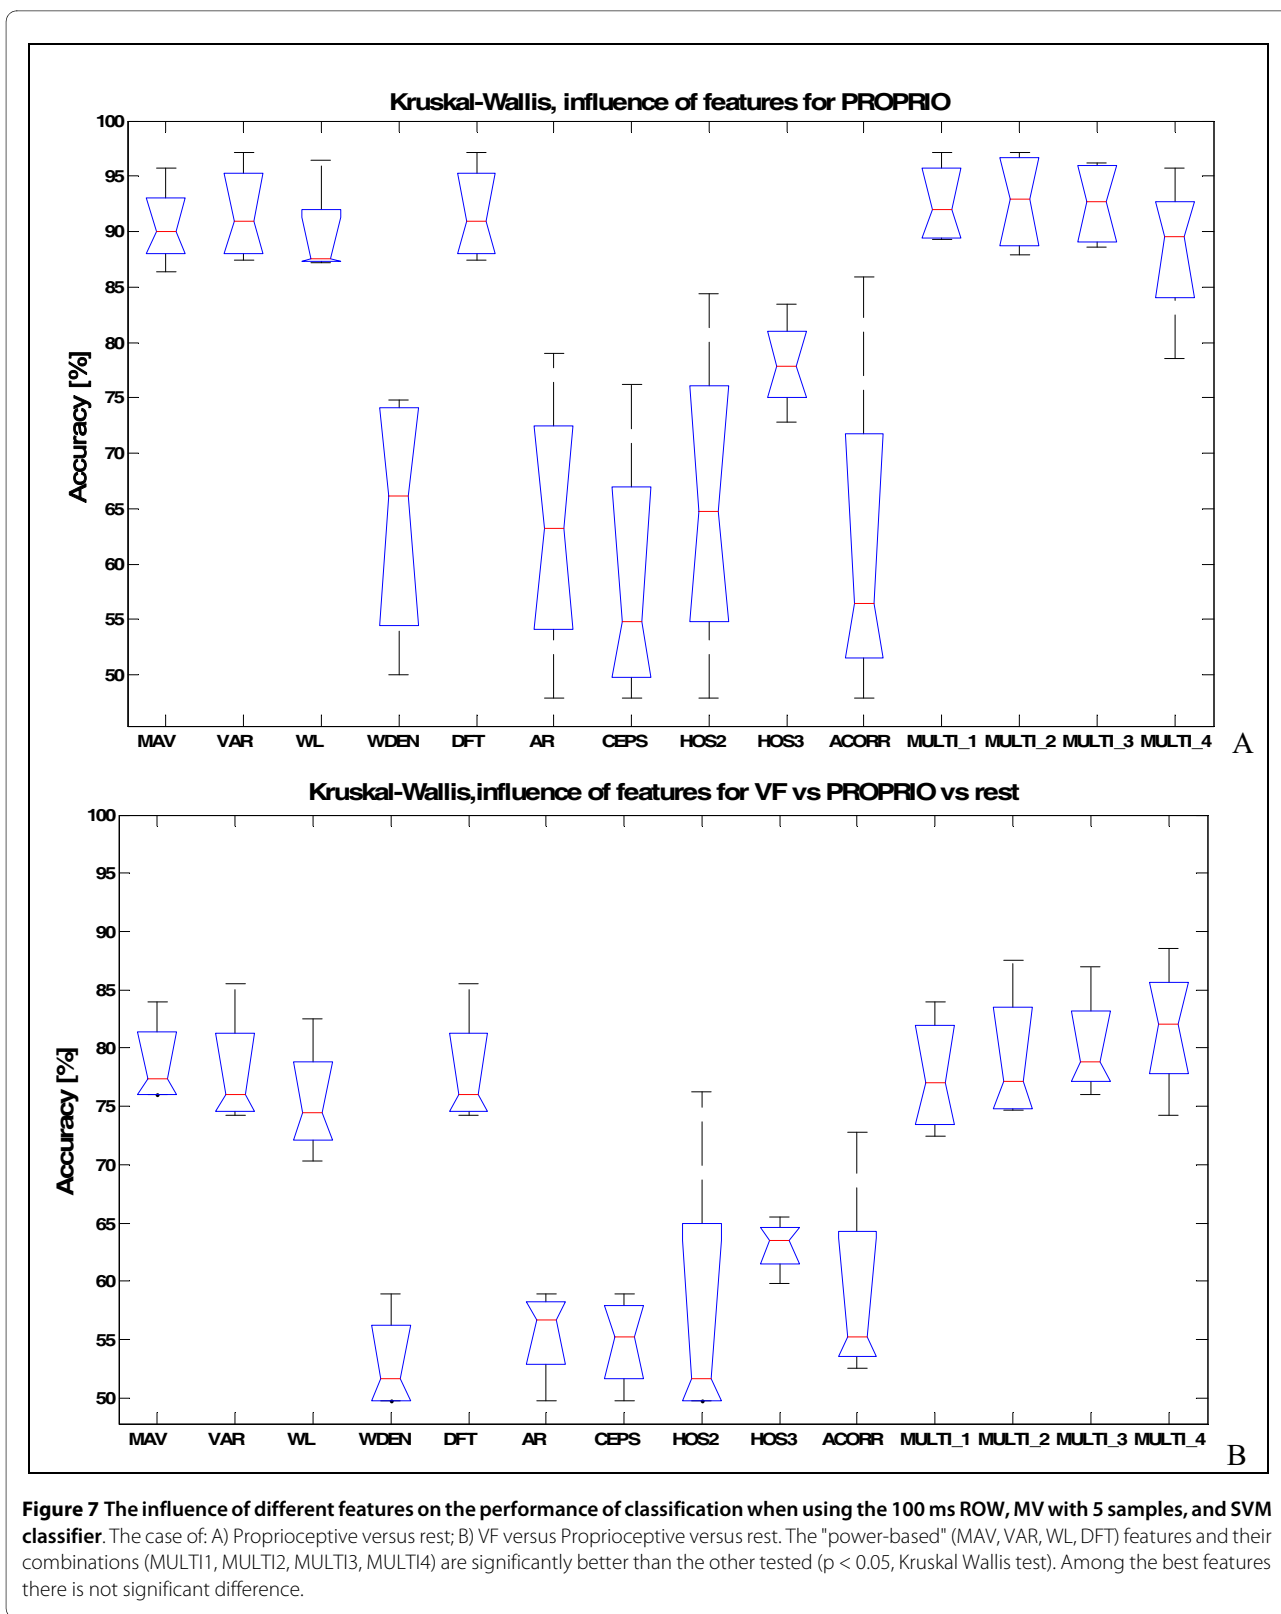 Kruskal-Wallis, influence of features for PROPRIO
100
95
90
85
80
75
70
65
60
55
50
Accuracy [%]
MAV VAR WL WDEN DFT AR CEPS HOS2 HOS3 ACORR MULTI_1 MULTI_2 MULTI_3 MULTI_4
A
Kruskal-Wallis,influence of features for VF vs PROPRIO vs rest
100
95
90
85
80
75
70
65
60
55
50
Accuracy [%]
MAV VAR WL WDEN DFT AR CEPS HOS2 HOS3 ACORR MULTI_1 MULTI_2 MULTI_3 MULTI_4
B
Figure 7 The influence of different features on the performance of classification when using the 100 ms ROW, MV with 5 samples, and SVM
classifier. The case of: A) Proprioceptive versus rest; B) VF versus Proprioceptive versus rest. The "power-based" (MAV, VAR, WL, DFT) features and their
combinations (MULTI1, MULTI2, MULTI3, MULTI4) are significantly better than the other tested (p < 0.05, Kruskal Wallis test). Among the best features
there is not significant difference.